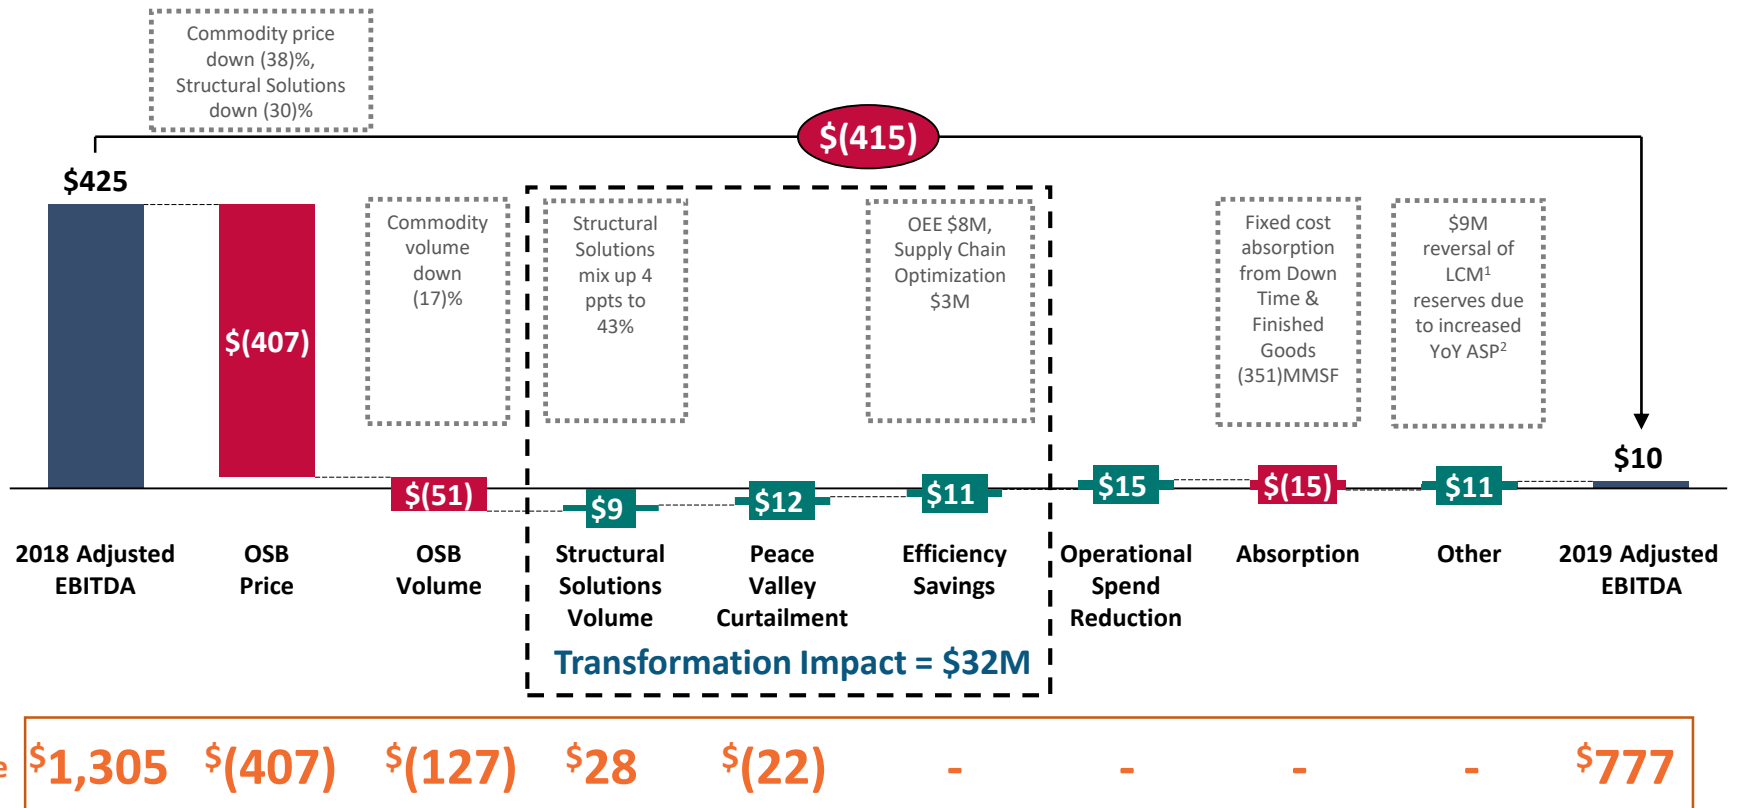 Commodity price
down (38)%,
Structural Solutions
down (30)%
$(415)
$425
$(407)
Commodity
volume
down
(17)%
Structural
Solutions
mix up 4
ppts to
43%
OEE $8M,
Supply Chain
Optimization
$3M
Fixed cost
absorption
from Down
Time &
Finished
Goods
(351)MMSF
$9M
reversal of
LCM1
reserves due
to increased
YoY ASP2
$(51)
$9
$12
$11
$15
$(15)
$11
$10
2018 Adjusted
EBITDA
OSB
Price
OSB
Volume
Structural
Solutions
Volume
Peace
Valley
Curtailment
Efficiency
Savings
Operational
Spend
Reduction
Absorption
Other
2019 Adjusted
EBITDA
Transformation Impact = $32M
$1,305 $(407) $(127) $28 $(22) - - - - $777